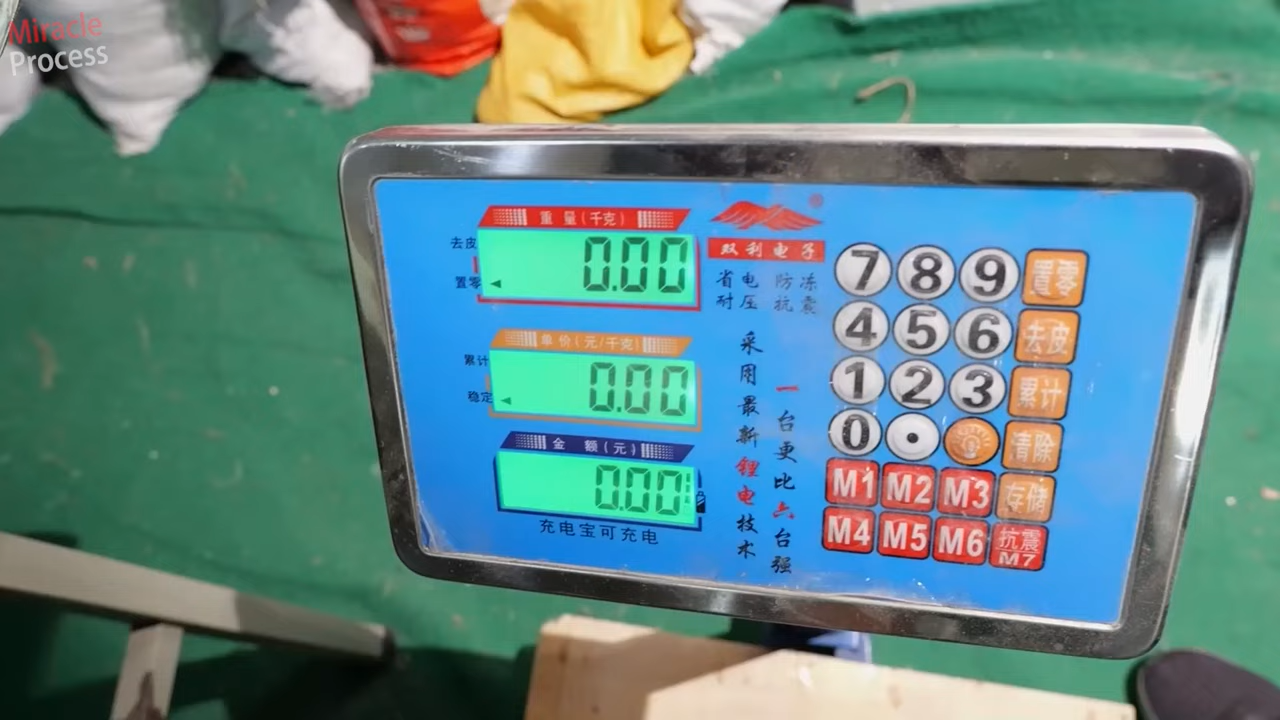 Miracle
Process
重量(千克)
去皮
置零
0.00
双利电子
®
省电 防冻
耐压 抗震
单价(元/千克)
累计
稳定
0.00
金 额(元)
0.00
充电宝可充电
采用最新锂电技术
一台更比六台强
7 8 9 置零
4 5 6 去皮
1 2 3 累计
0 . 清除
M1 M2 M3 存储
M4 M5 M6 抗震 M7